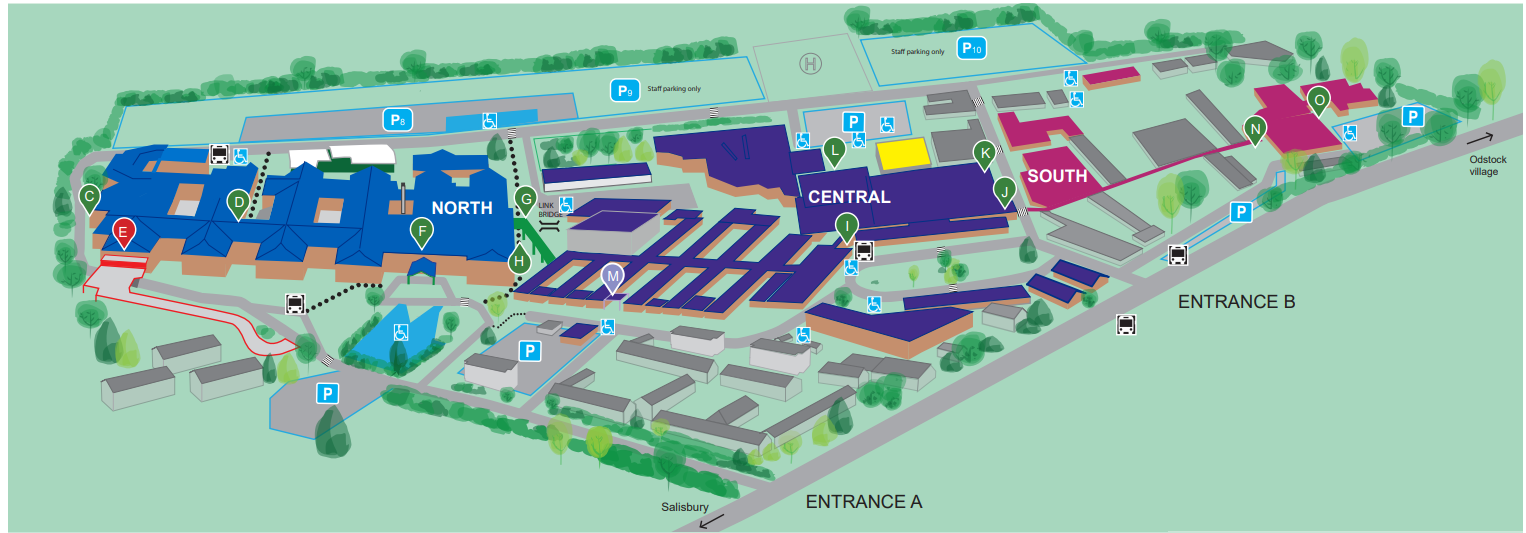 Staff parking only
P10
H
P9
Staff parking only
P8
P
P
O
N
L
K
Odstock
village
C
D
NORTH
G
LINK
BRIDGE
CENTRAL
SOUTH
J
P
E
F
I
H
M
ENTRANCE B
P
P
ENTRANCE A
Salisbury